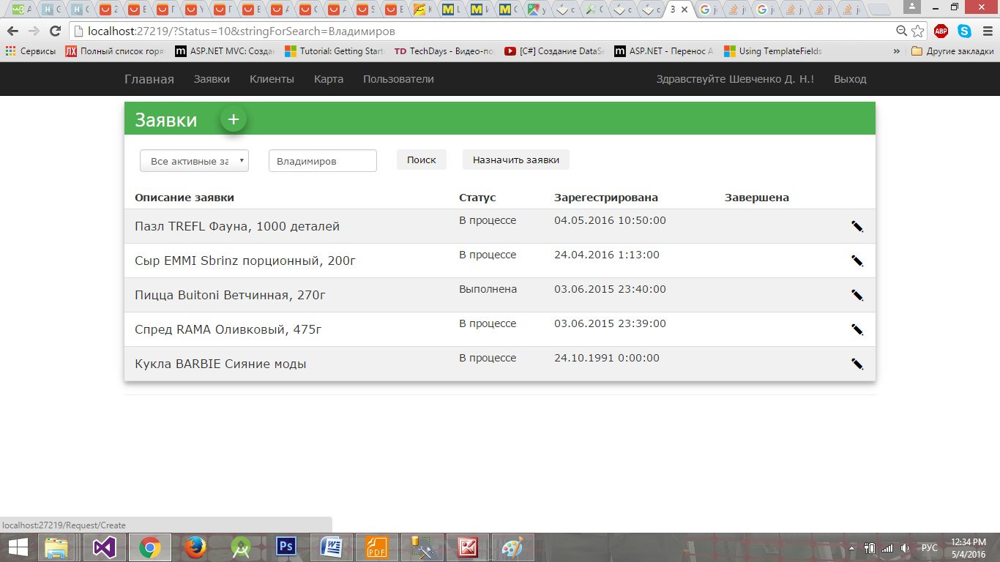 localhost:27219/?Status=10&stringForSearch=Владимиров
Сервисы
Полный список горя
ASP.NET MVC: Создан
Tutorial: Getting Start
TechDays - Видео-по
[C#] Создание DataSe
ASP.NET - Перенос A
Using TemplateFields
»
Другие закладки
Главная Заявки Клиенты Карта Пользователи Здравствуйте Шевченко Д. Н.! Выход
Заявки +
Все активные за Владимиров Поиск Назначить заявки
Описание заявки Статус Зарегестрирована Завершена
Пазл TREFL Фауна, 1000 деталей В процессе 04.05.2016 10:50:00
Сыр EMMI Sbrinz порционный, 200г В процессе 24.04.2016 1:13:00
Пицца Buitoni Ветчинная, 270г Выполнена 03.06.2015 23:40:00
Спред RAMA Оливковый, 475г В процессе 03.06.2015 23:39:00
Кукла BARBIE Сияние моды В процессе 24.10.1991 0:00:00
localhost:27219/Request/Create
РУС
12:34 PM
5/4/2016